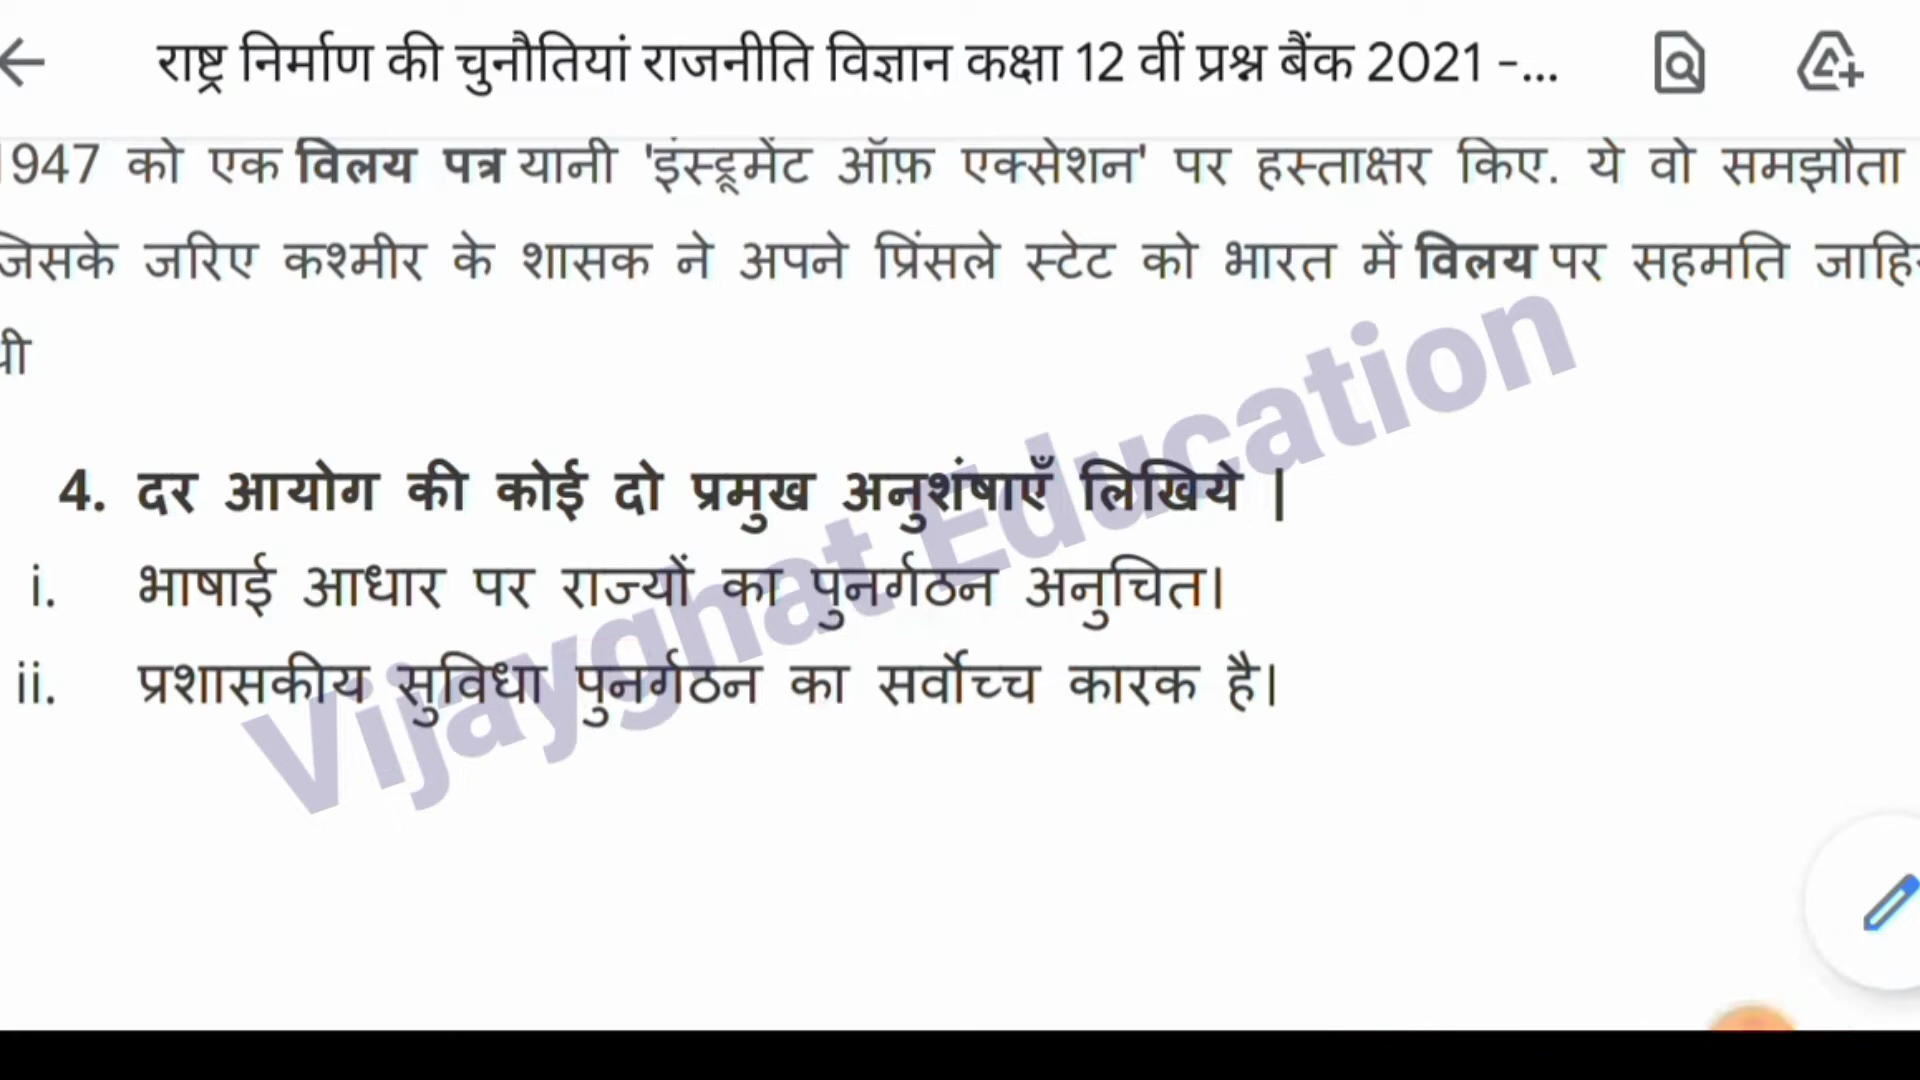 राष्ट्र निर्माण की चुनौतियां राजनीति विज्ञान कक्षा 12 वीं प्रश्न बैंक 2021 -...
1947 को एक विलय पत्र यानी 'इंस्ट्रूमेंट ऑफ़ एक्सेशन' पर हस्ताक्षर किए. ये वो समझौता
जिसके जरिए कश्मीर के शासक ने अपने प्रिंसले स्टेट को भारत में विलय पर सहमति
थी
4. दर आयोग की कोई दो प्रमुख अनुशंषाएँ लिखिये |
i. भाषाई आधार पर राज्यों का पुनर्गठन अनुचित।
ii. प्रशासकीय सुविधा पुनर्गठन का सर्वोच्च कारक है।
Vijayghat Education